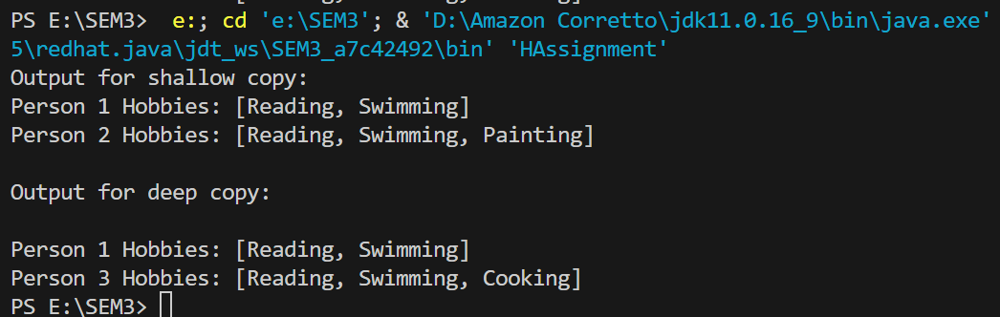 PS E:\SEM3>  e:; cd 'e:\SEM3'; & 'D:\Amazon Corretto\jdk11.0.16_9\bin\java.exe'
5\redhat.java\jdt_ws\SEM3_a7c42492\bin' 'HAssignment'
Output for shallow copy:
Person 1 Hobbies: [Reading, Swimming]
Person 2 Hobbies: [Reading, Swimming, Painting]
Output for deep copy:
Person 1 Hobbies: [Reading, Swimming]
Person 3 Hobbies: [Reading, Swimming, Cooking]
PS E:\SEM3>